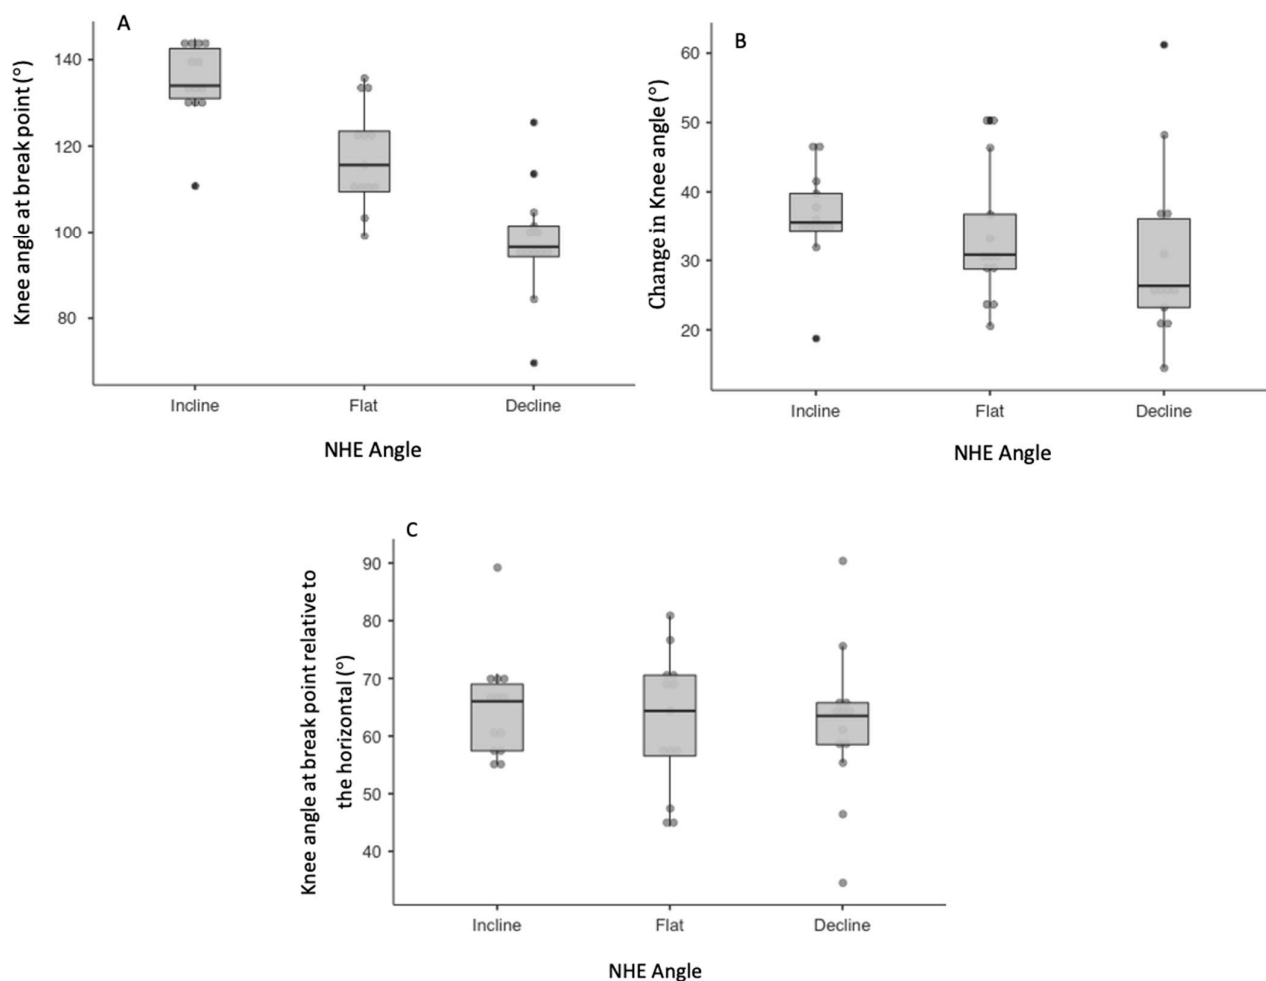 A
Knee angle at break point (°)
140
120
100
80
Incline Flat Decline
NHE Angle
B
Change in Knee angle (°)
60
50
40
30
20
Incline Flat Decline
NHE Angle
C
Knee angle at break point relative to
the horizontal (°)
90
80
70
60
50
40
Incline Flat Decline
NHE Angle